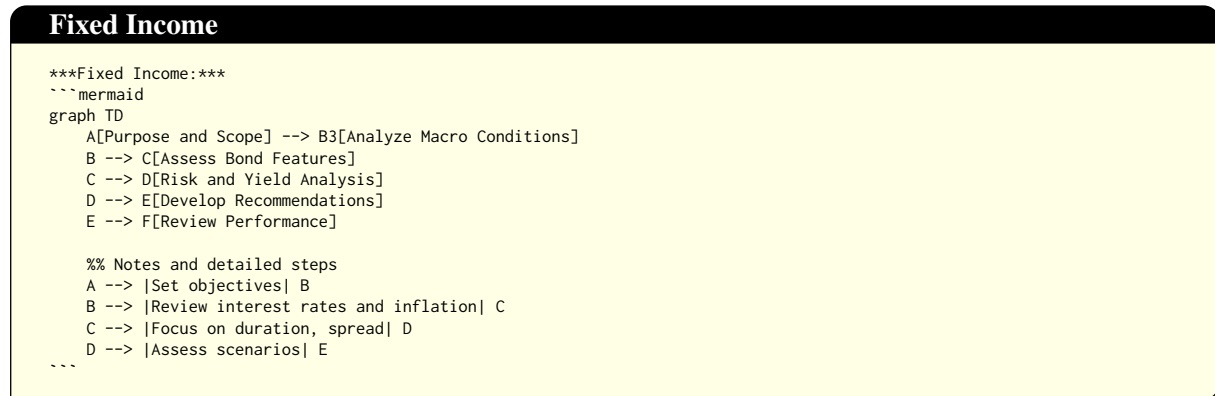 Fixed Income
***Fixed Income:***
```mermaid
graph TD
    A[Purpose and Scope] --> B3[Analyze Macro Conditions]
    B --> C[Assess Bond Features]
    C --> D[Risk and Yield Analysis]
    D --> E[Develop Recommendations]
    E --> F[Review Performance]

    %% Notes and detailed steps
    A --> |Set objectives| B
    B --> |Review interest rates and inflation| C
    C --> |Focus on duration, spread| D
    D --> |Assess scenarios| E
```